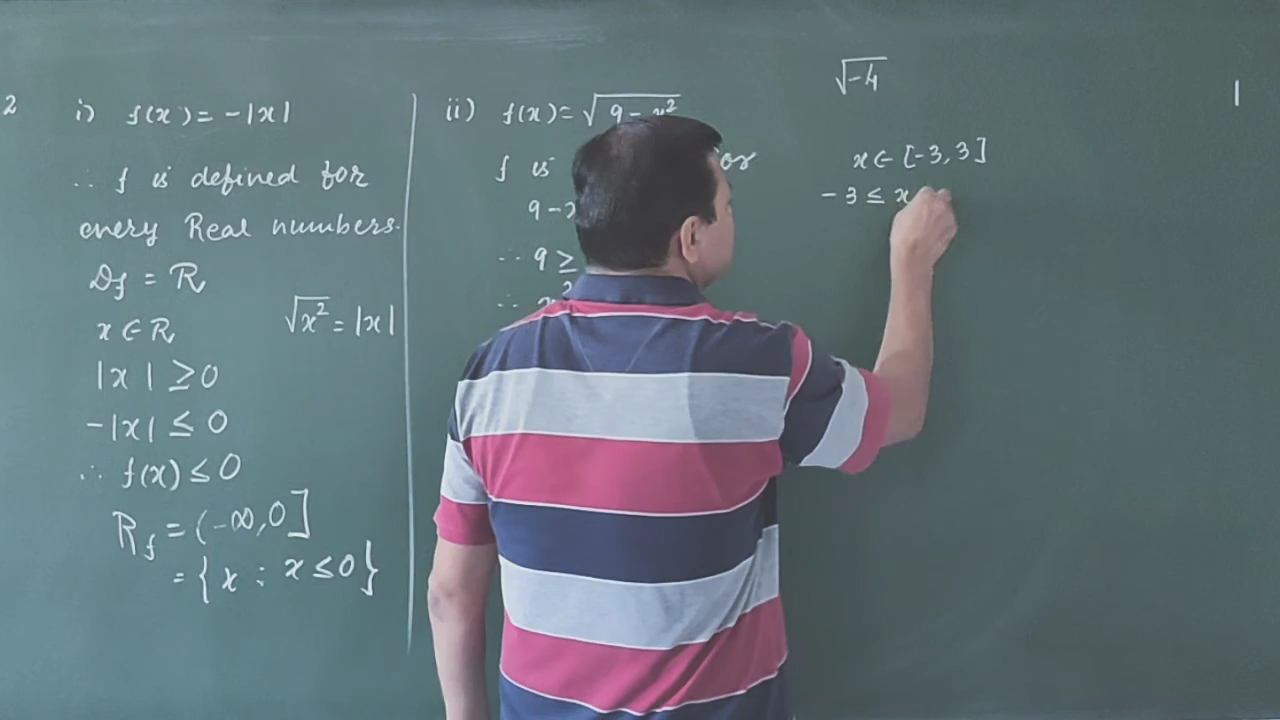 2
i) f(x) = -|x|
∴ f is defined for
every Real numbers.
Df = R
x ∈ R
√x² = |x|
|x| ≥ 0
-|x| ≤ 0
∴ f(x) ≤ 0
Rf = (-∞, 0]
= {x : x ≤ 0}
ii) f(x) = √9 - x²
f is
9 -
∴ 9 ≥
∴
√-4
x ∈ [-3, 3]
-3 ≤ x
1